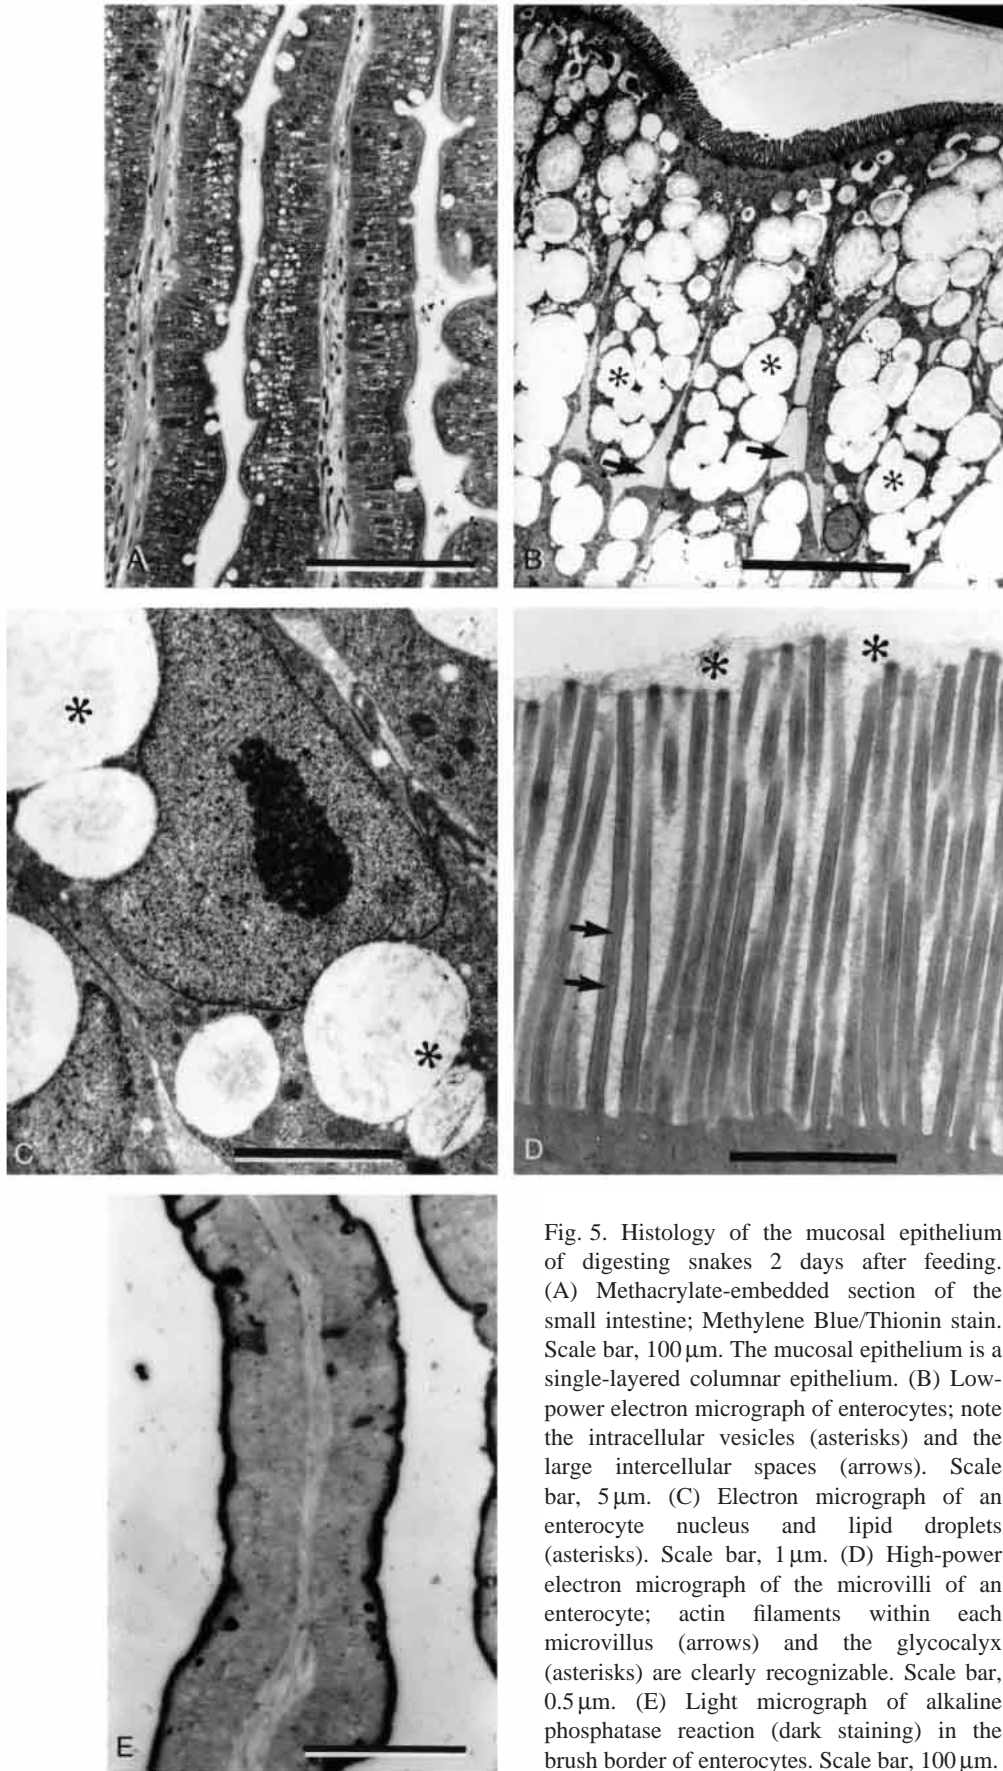 A
B
*
*
*
C
*
*
D
*
*
E
Fig. 5. Histology of the mucosal epithelium
of digesting snakes 2 days after feeding.
(A) Methacrylate-embedded section of the
small intestine; Methylene Blue/Thionin stain.
Scale bar, 100 µm. The mucosal epithelium is a
single-layered columnar epithelium. (B) Low-
power electron micrograph of enterocytes; note
the intracellular vesicles (asterisks) and the
large intercellular spaces (arrows). Scale
bar, 5 µm. (C) Electron micrograph of an
enterocyte nucleus and lipid droplets
(asterisks). Scale bar, 1 µm. (D) High-power
electron micrograph of the microvilli of an
enterocyte; actin filaments within each
microvillus (arrows) and the glycocalyx
(asterisks) are clearly recognizable. Scale bar,
0.5 µm. (E) Light micrograph of alkaline
phosphatase reaction (dark staining) in the
brush border of enterocytes. Scale bar, 100 µm.